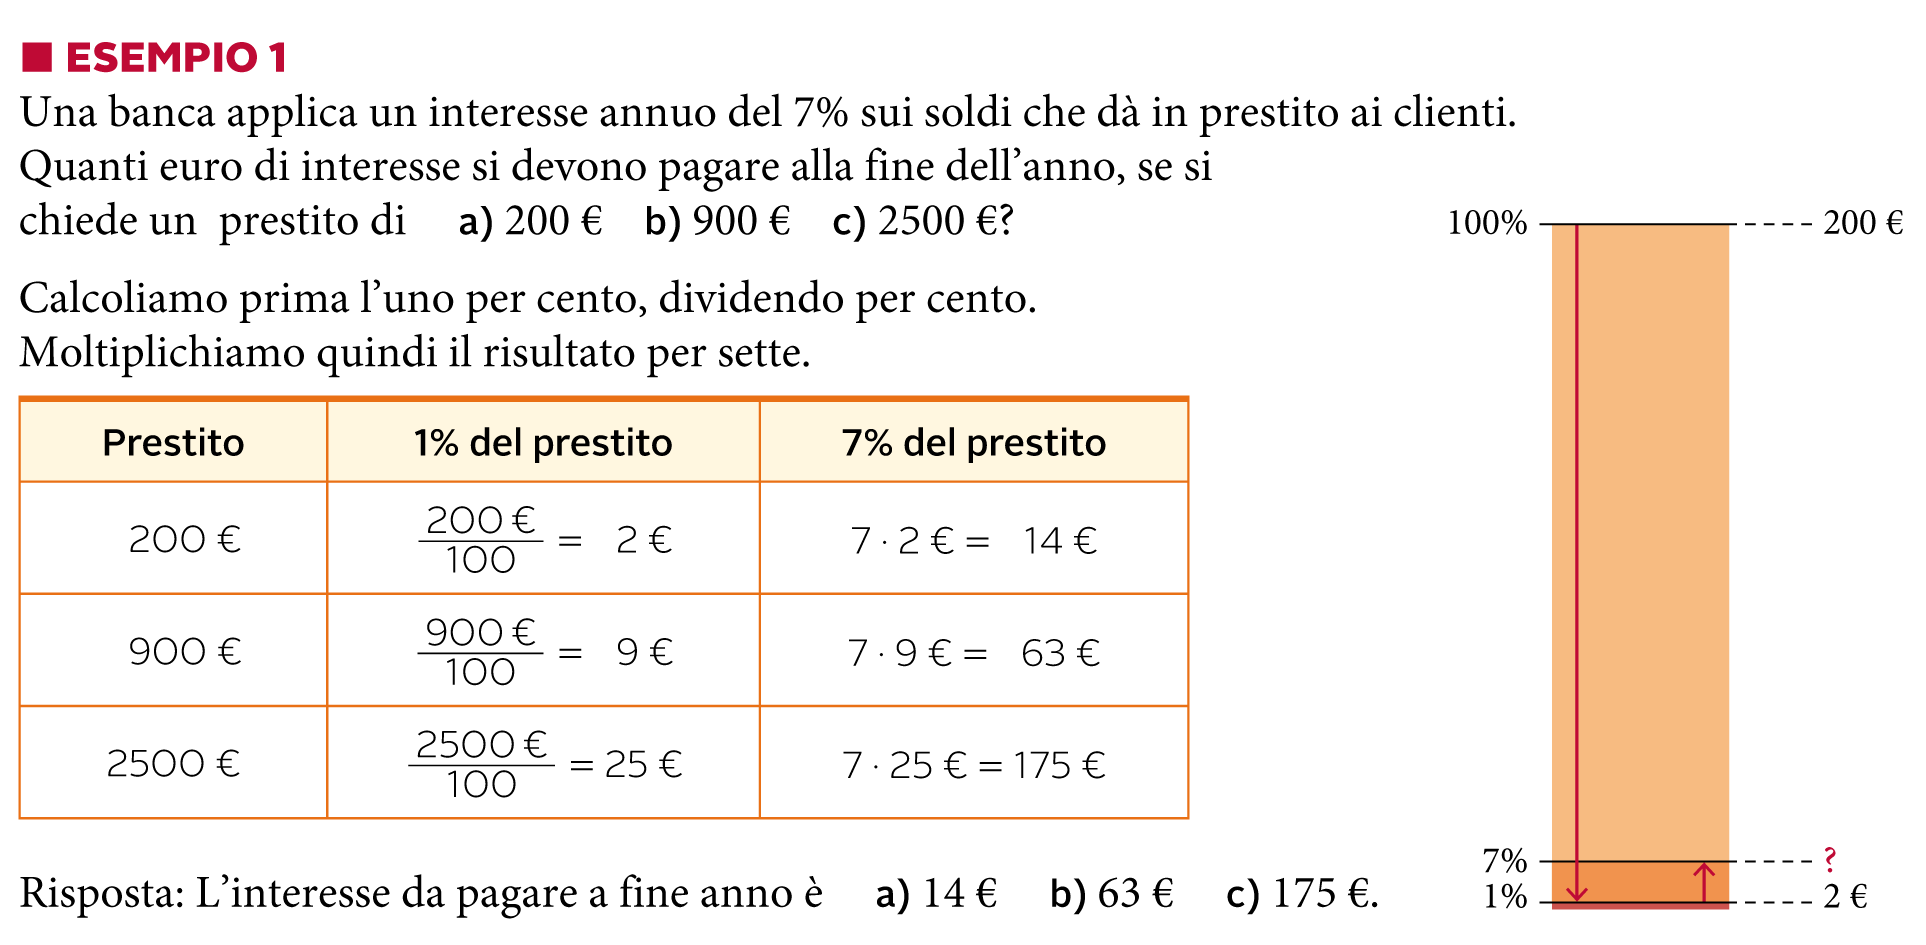 ESEMPIO 1
Una banca applica un interesse annuo del 7% sui soldi che dà in prestito ai clienti.
Quanti euro di interesse si devono pagare alla fine dell’anno, se si
chiede un prestito di a) 200 € b) 900 € c) 2500 €?
Calcoliamo prima l’uno per cento, dividendo per cento.
Moltiplichiamo quindi il risultato per sette.
Prestito 1% del prestito 7% del prestito
200 € 200 €/100 = 2 € 7 · 2 € = 14 €
900 € 900 €/100 = 9 € 7 · 9 € = 63 €
2500 € 2500 €/100 = 25 € 7 · 25 € = 175 €
Risposta: L’interesse da pagare a fine anno è a) 14 € b) 63 € c) 175 €.
100% 200 €
7% ?
1% 2 €